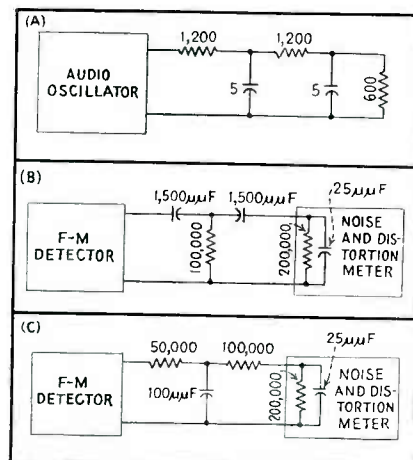 (A)
1,200
1,200
AUDIO
OSCILLATOR
5
5
600
(B)
1,500μμF
1,500μμF
25μμF
F-M
DETECTOR
100,000
200,000
NOISE
AND DIS-
TORTION
METER
(C)
50,000
100,000
25μμF
F-M
DETECTOR
100μμF
200,000
NOISE
AND DIS-
TORTION
METER